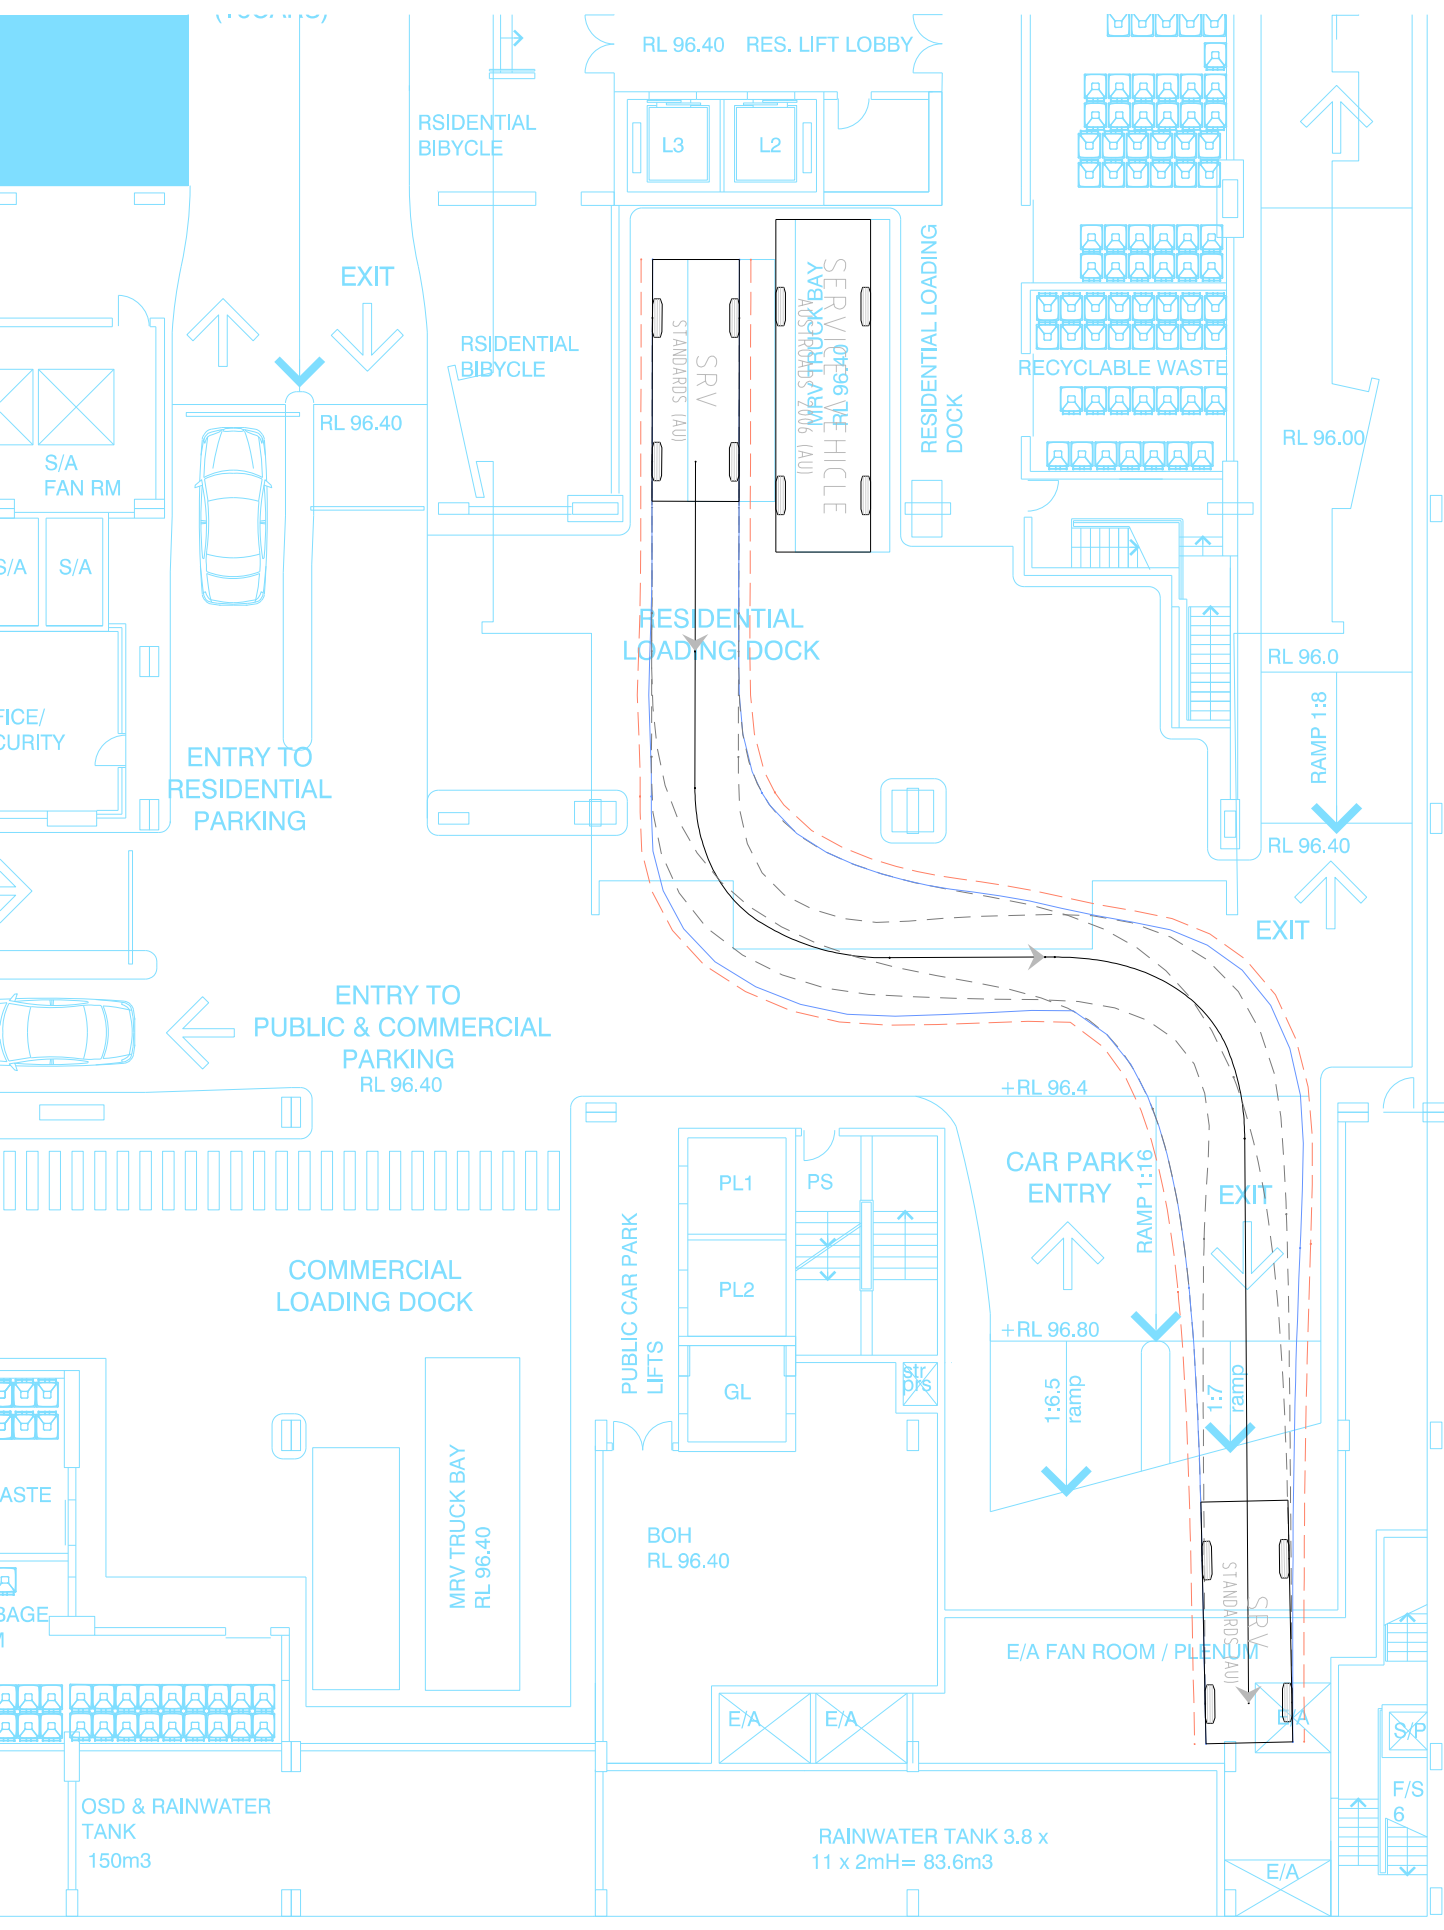 RL 96.40
RES. LIFT LOBBY
RSIDENTIAL
BIBYCLE
L3
L2
EXIT
RSIDENTIAL
BIBYCLE
RL 96.40
SRV
STANDARDS (AU)
SERVICE VEHICLE
AUSTROADS 2006 (AU)
MRV TRUCK BAY
RL 96.40
RESIDENTIAL LOADING
DOCK
RECYCLABLE WASTE
RL 96.00
S/A
FAN RM
S/A
S/A
RESIDENTIAL
LOADING DOCK
RL 96.0
RAMP 1:8
FICE/
CURITY
ENTRY TO
RESIDENTIAL
PARKING
RL 96.40
EXIT
ENTRY TO
PUBLIC & COMMERCIAL
PARKING
RL 96.40
+RL 96.4
CAR PARK
ENTRY
RAMP 1:16
EXIT
PL1
PS
PL2
PUBLIC CAR PARK
LIFTS
COMMERCIAL
LOADING DOCK
+RL 96.80
GL
str
prs
1:6.5
ramp
1:7
ramp
MRV TRUCK BAY
RL 96.40
ASTE
BOH
RL 96.40
BAGE
M
SRV
STANDARDS (AU)
E/A FAN ROOM / PLENUM
E/A
E/A
E/A
S/P
F/S
6
OSD & RAINWATER
TANK
150m3
RAINWATER TANK 3.8 x
11 x 2mH= 83.6m3
E/A